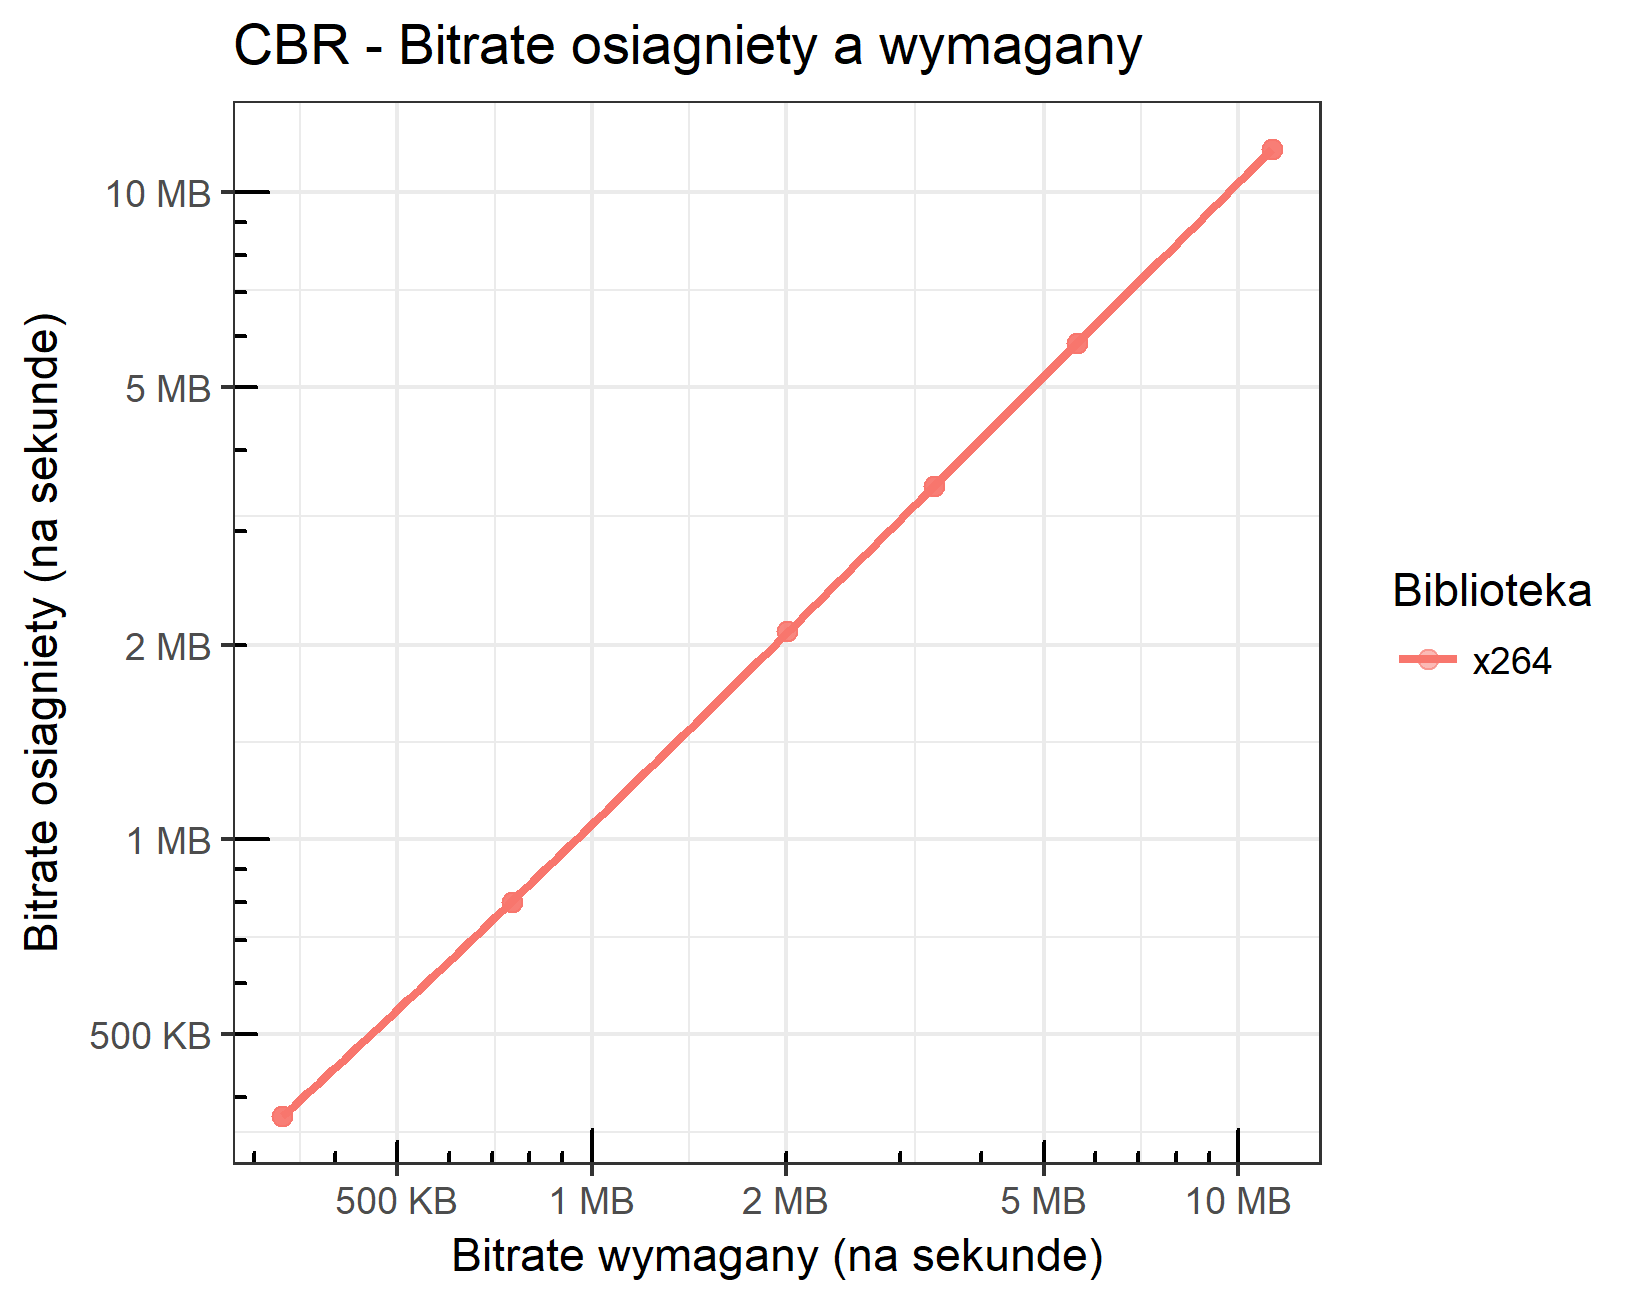 CBR - Bitrate osiagniety a wymagany
Bitrate osiagniety (na sekunde)
10 MB
5 MB
2 MB
1 MB
500 KB
500 KB
1 MB
2 MB
5 MB
10 MB
Bitrate wymagany (na sekunde)
Biblioteka
x264